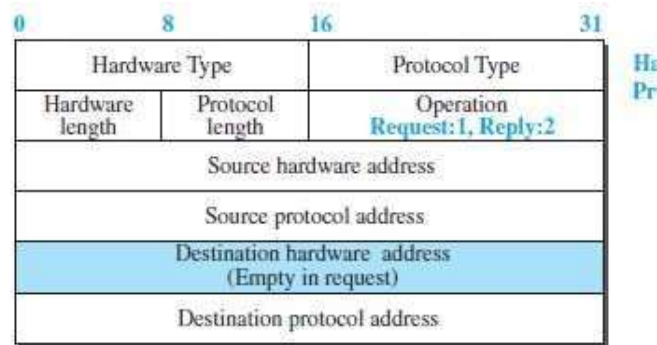 0 8 16 31
Hardware Type Protocol Type
Hardware length Protocol length Operation
Request:1, Reply:2
Source hardware address
Source protocol address
Destination hardware address
(Empty in request)
Destination protocol address